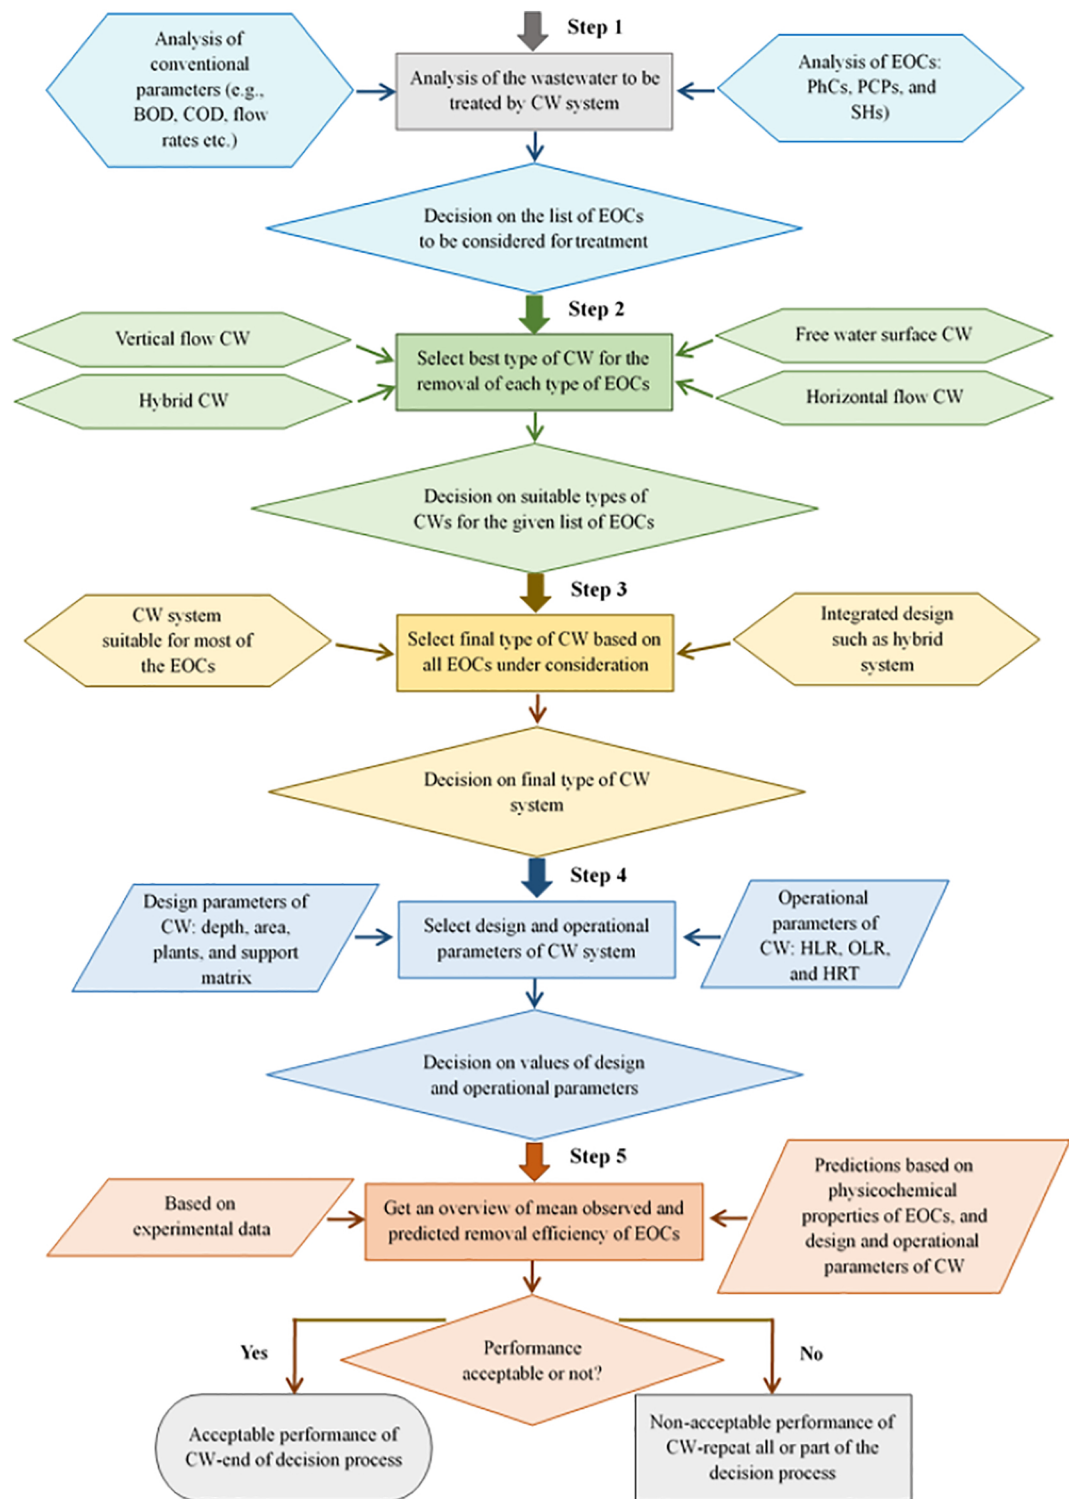 Step 1
Analysis of
conventional
parameters (e.g.,
BOD, COD, flow
rates etc.)
Analysis of the wastewater to be
treated by CW system
Analysis of EOCs:
PhCs, PCPs, and
SHs)
Decision on the list of EOCs
to be considered for treatment
Step 2
Vertical flow CW
Hybrid CW
Select best type of CW for the
removal of each type of EOCs
Free water surface CW
Horizontal flow CW
Decision on suitable types of
CWs for the given list of EOCs
Step 3
CW system
suitable for most of
the EOCs
Select final type of CW based on
all EOCs under consideration
Integrated design
such as hybrid
system
Decision on final type of CW
system
Step 4
Design parameters of
CW: depth, area,
plants, and support
matrix
Select design and operational
parameters of CW system
Operational
parameters of
CW: HLR, OLR,
and HRT
Decision on values of design
and operational parameters
Step 5
Based on
experimental data
Get an overview of mean observed and
predicted removal efficiency of EOCs
Predictions based on
physicochemical
properties of EOCs, and
design and operational
parameters of CW
Performance
acceptable or not?
Yes
No
Acceptable performance of
CW-end of decision process
Non-acceptable performance of
CW-repeat all or part of the
decision process